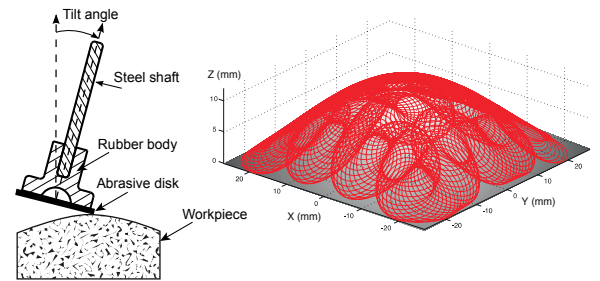 Tilt angle
Steel shaft
Rubber body
Abrasive disk
Workpiece
Z (mm)
10
5
0
20
10
0
-10
-20
X (mm)
20
10
0
-10
-20
Y (mm)